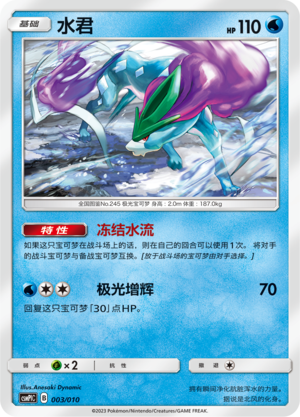 基础 水君 HP 110
全国图鉴No.245 极光宝可梦 身高：2.0m 体重：187.0kg
特性 冻结水流
如果这只宝可梦在战斗场上的话，则在自己的回合可以使用1次。将对手
的战斗宝可梦与备战宝可梦互换。[放于战斗场的宝可梦由对手选择。]
极光增辉 70
回复这只宝可梦「30」点HP。
弱点 ×2 抗性 撤退
Illus. Anesaki Dynamic
003/010
拥有瞬间净化肮脏水的力量。
据说是北风的化身。
©2023 Pokémon/Nintendo/Creatures/GAME FREAK.